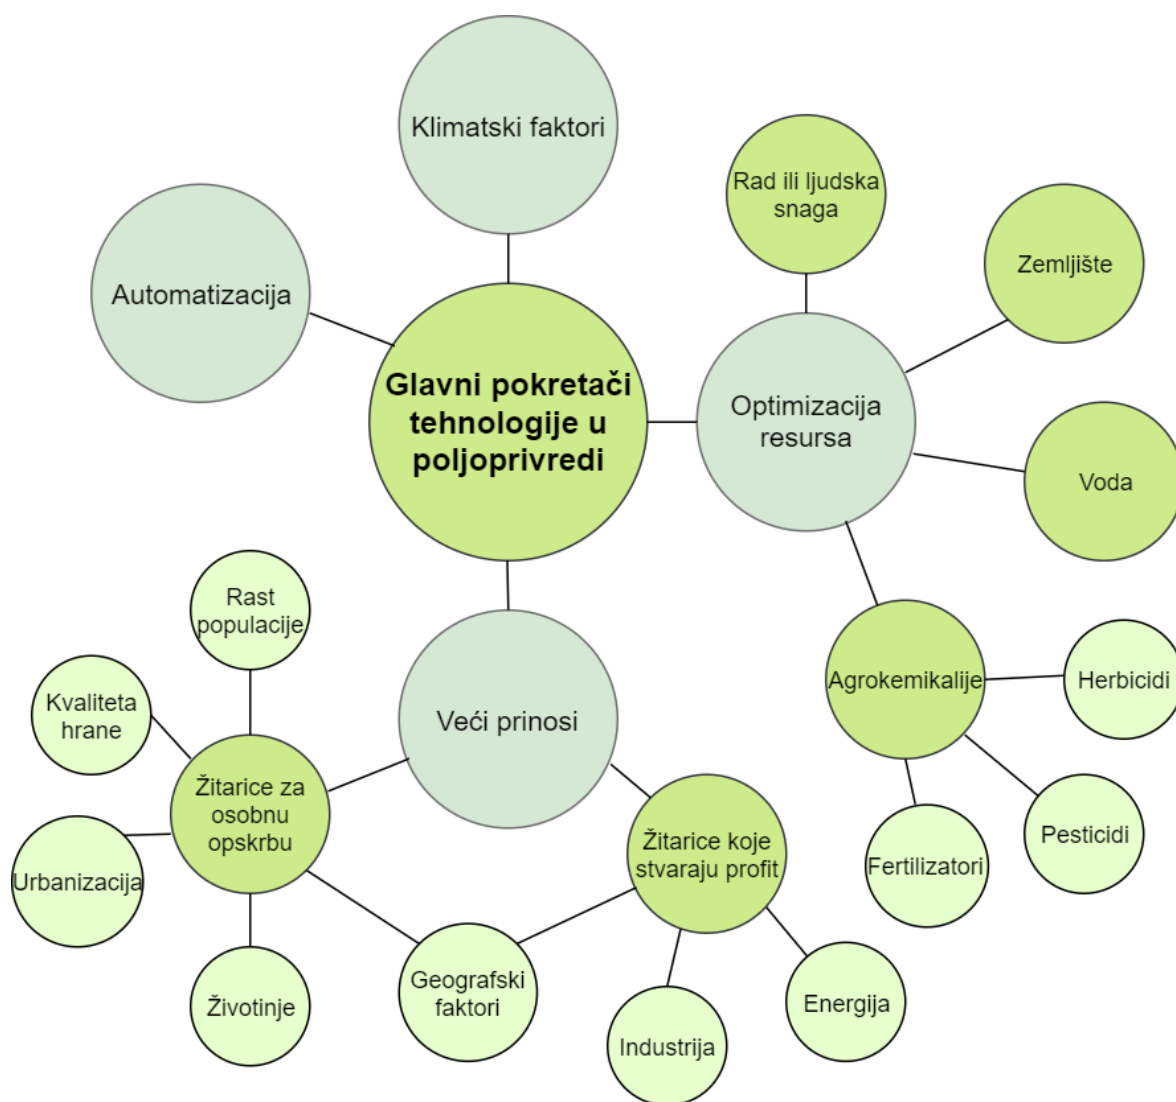 Klimatski faktori
Rad ili ljudska
snaga
Zemljište
Automatizacija
Glavni pokretači
tehnologije u
poljoprivredi
Optimizacija
resursa
Voda
Rast
populacije
Kvaliteta
hrane
Veći prinosi
Agrokemikalije
Herbicidi
Žitarice za
osobnu
opskrbu
Žitarice koje
stvaraju profit
Pesticidi
Fertilizatori
Urbanizacija
Životinje
Geografski
faktori
Industrija
Energija